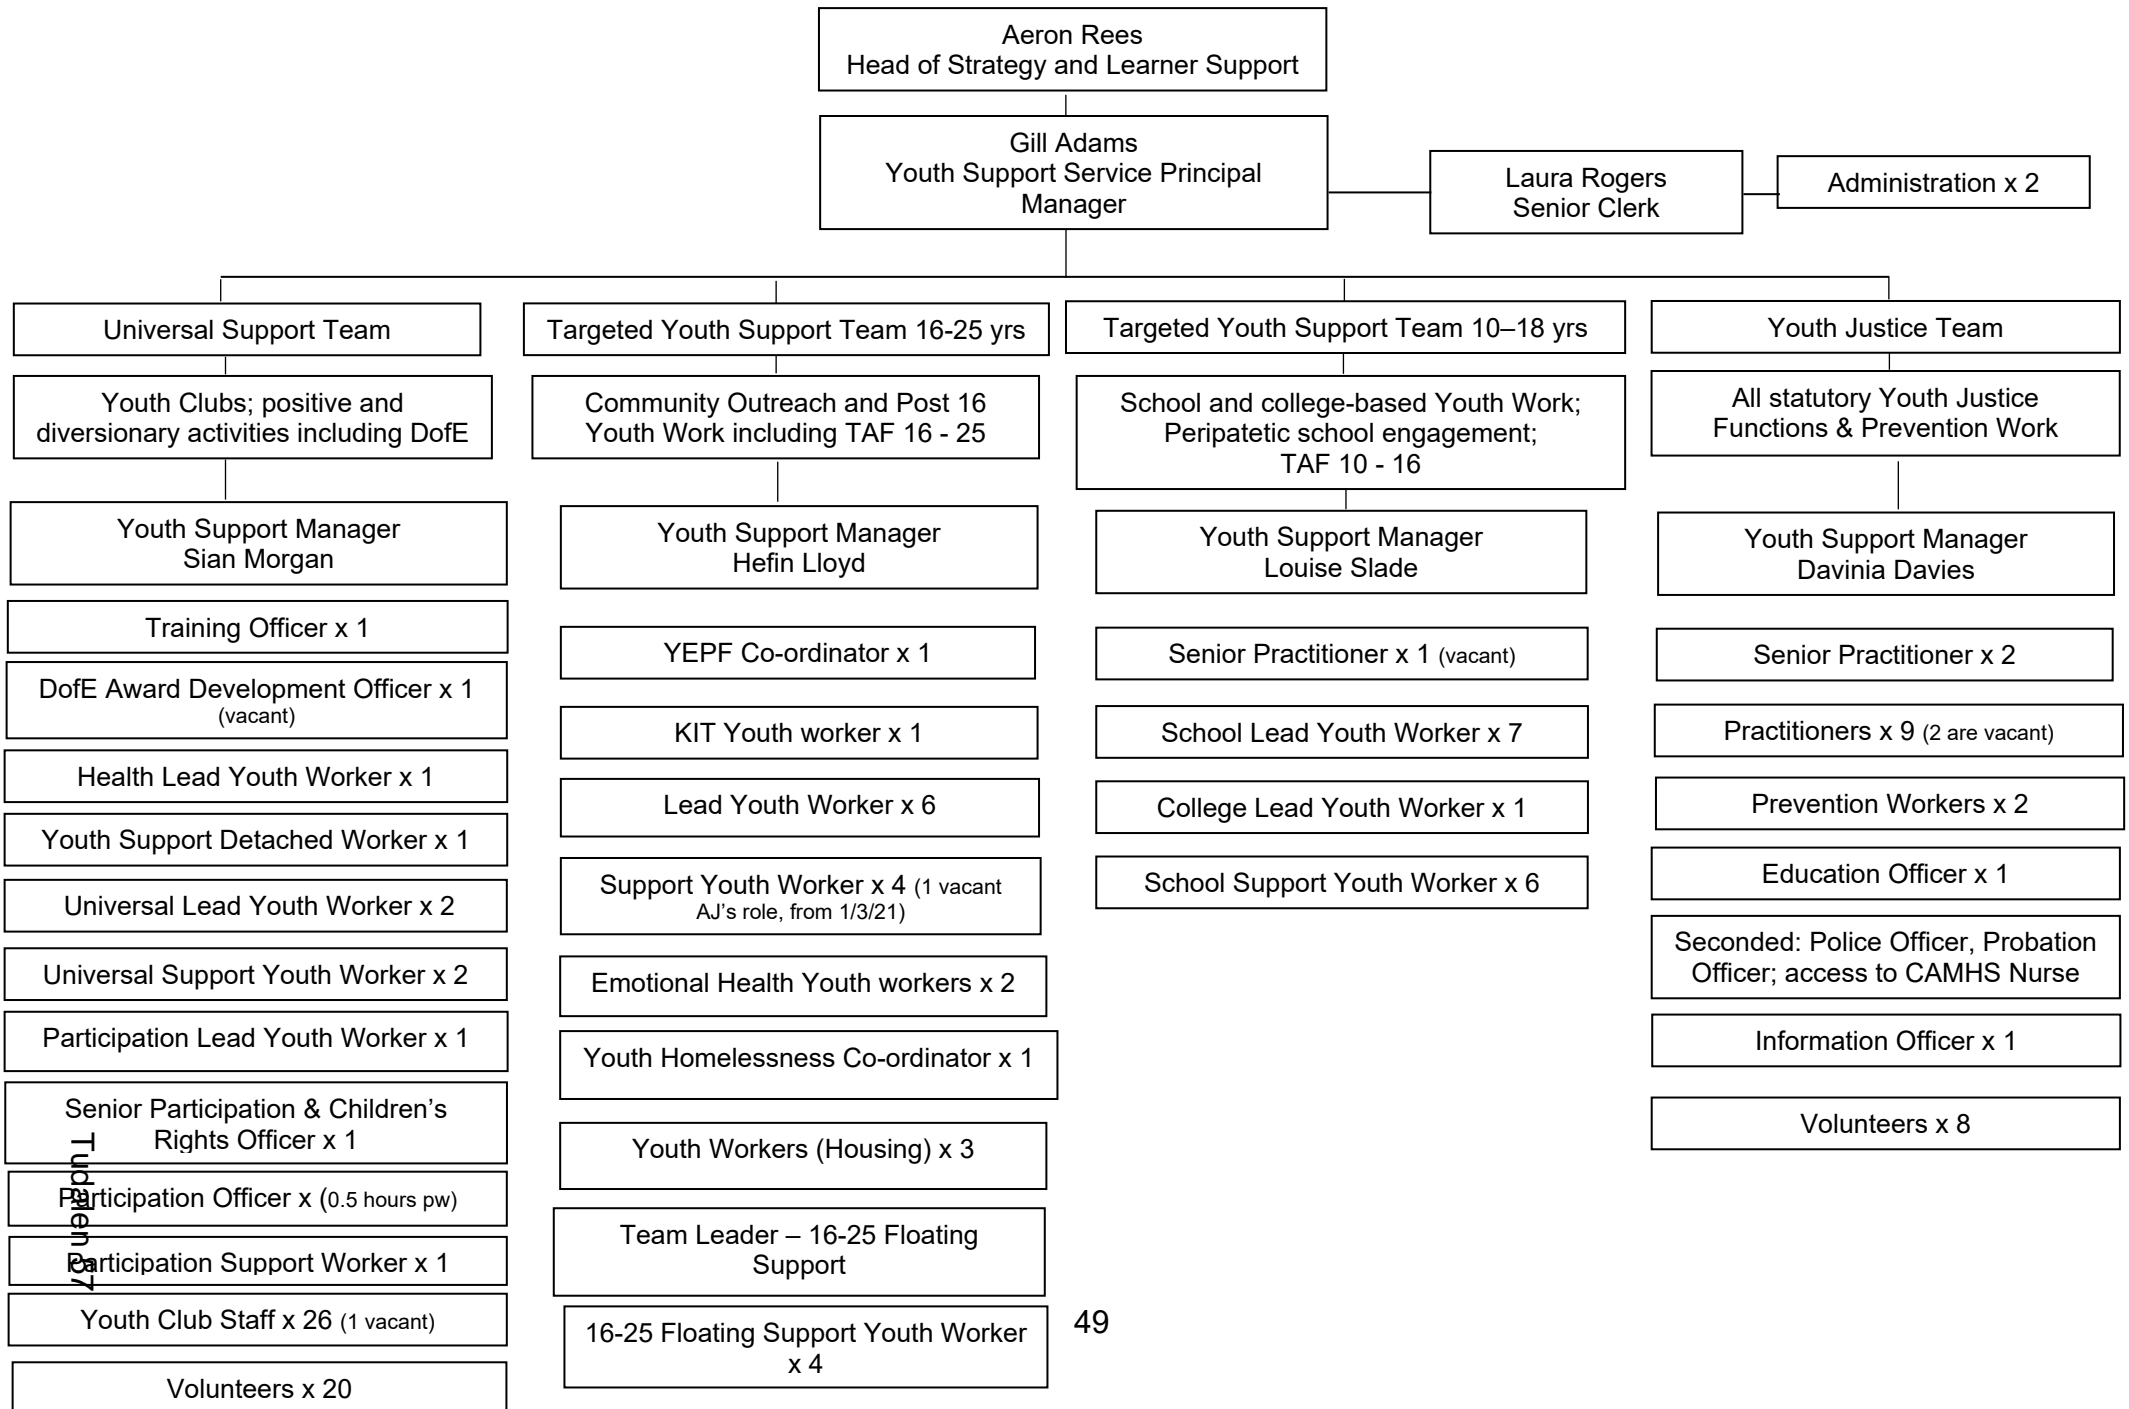 Aeron Rees
Head of Strategy and Learner Support
Gill Adams
Youth Support Service Principal
Manager
Laura Rogers
Senior Clerk
Administration x 2
Universal Support Team
Youth Clubs; positive and
diversionary activities including DofE
Youth Support Manager
Sian Morgan
Training Officer x 1
DofE Award Development Officer x 1
(vacant)
Health Lead Youth Worker x 1
Youth Support Detached Worker x 1
Universal Lead Youth Worker x 2
Universal Support Youth Worker x 2
Participation Lead Youth Worker x 1
Senior Participation & Children’s
Rights Officer x 1
Participation Officer x (0.5 hours pw)
Participation Support Worker x 1
Youth Club Staff x 26 (1 vacant)
Volunteers x 20
Targeted Youth Support Team 16-25 yrs
Community Outreach and Post 16
Youth Work including TAF 16 - 25
Youth Support Manager
Hefin Lloyd
YEPF Co-ordinator x 1
KIT Youth worker x 1
Lead Youth Worker x 6
Support Youth Worker x 4 (1 vacant
AJ’s role, from 1/3/21)
Emotional Health Youth workers x 2
Youth Homelessness Co-ordinator x 1
Youth Workers (Housing) x 3
Team Leader – 16-25 Floating
Support
16-25 Floating Support Youth Worker
x 4
Targeted Youth Support Team 10–18 yrs
School and college-based Youth Work;
Peripatetic school engagement;
TAF 10 - 16
Youth Support Manager
Louise Slade
Senior Practitioner x 1 (vacant)
School Lead Youth Worker x 7
College Lead Youth Worker x 1
School Support Youth Worker x 6
Youth Justice Team
All statutory Youth Justice
Functions & Prevention Work
Youth Support Manager
Davinia Davies
Senior Practitioner x 2
Practitioners x 9 (2 are vacant)
Prevention Workers x 2
Education Officer x 1
Seconded: Police Officer, Probation
Officer; access to CAMHS Nurse
Information Officer x 1
Volunteers x 8
49
Tudalen